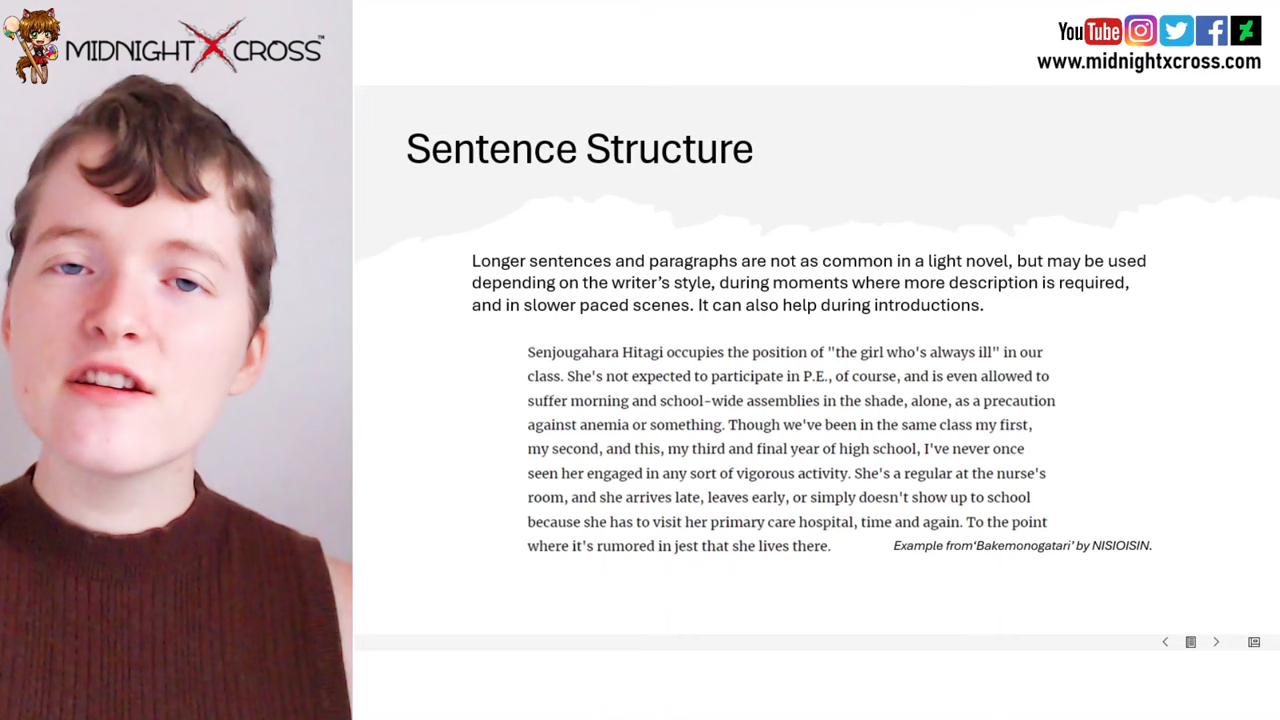 MIDNIGHT X CROSS™
YouTube
www.midnightxcross.com
Sentence Structure
Longer sentences and paragraphs are not as common in a light novel, but may be used
depending on the writer’s style, during moments where more description is required,
and in slower paced scenes. It can also help during introductions.
Senjougahara Hitagi occupies the position of "the girl who's always ill" in our
class. She's not expected to participate in P.E., of course, and is even allowed to
suffer morning and school-wide assemblies in the shade, alone, as a precaution
against anemia or something. Though we've been in the same class my first,
my second, and this, my third and final year of high school, I've never once
seen her engaged in any sort of vigorous activity. She's a regular at the nurse's
room, and she arrives late, leaves early, or simply doesn't show up to school
because she has to visit her primary care hospital, time and again. To the point
where it's rumored in jest that she lives there.
Example from‘Bakemonogatari’ by NISIOISIN.